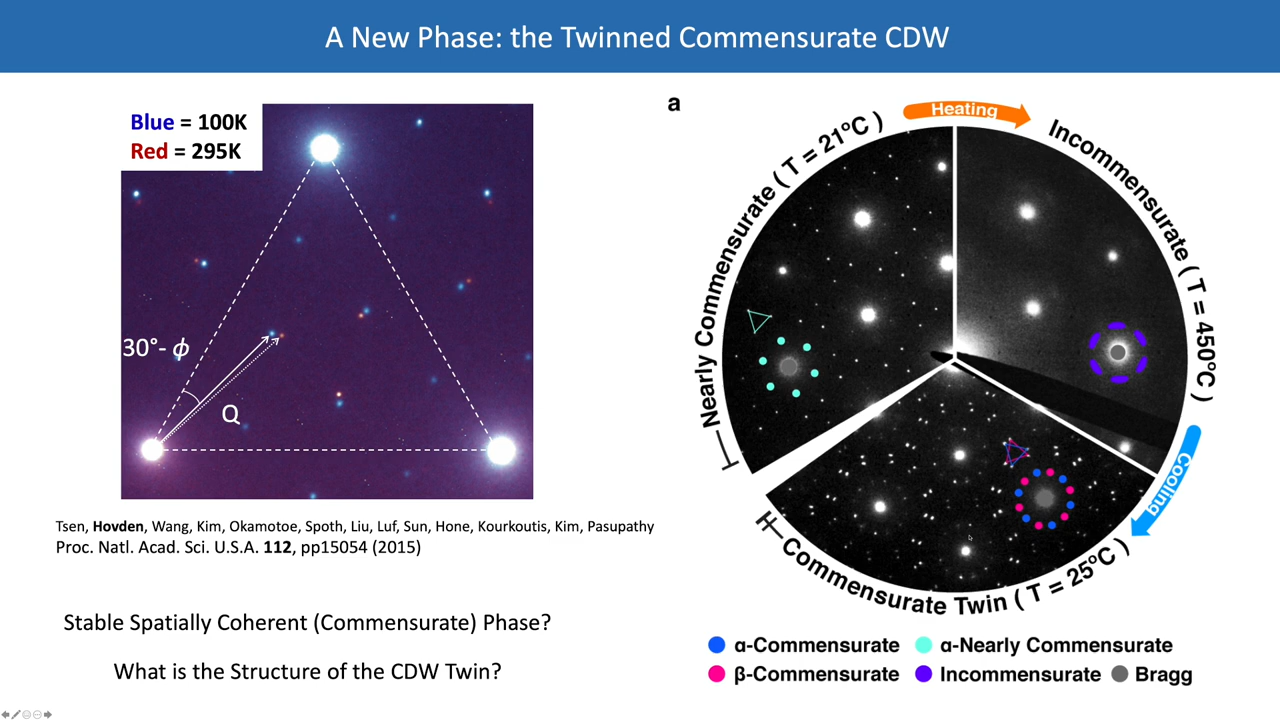 A New Phase: the Twinned Commensurate CDW
Blue = 100K
Red = 295K
30°- ϕ
Q
Tsen, Hovden, Wang, Kim, Okamotoe, Spoth, Liu, Luf, Sun, Hone, Kourkoutis, Kim, Pasupathy
Proc. Natl. Acad. Sci. U.S.A. 112, pp15054 (2015)
Stable Spatially Coherent (Commensurate) Phase?
What is the Structure of the CDW Twin?
a
Heating
Nearly Commensurate ( T = 21ºC )
Incommensurate ( T = 450ºC )
Cooling
Commensurate Twin ( T = 25ºC )
α-Commensurate
α-Nearly Commensurate
β-Commensurate
Incommensurate
Bragg